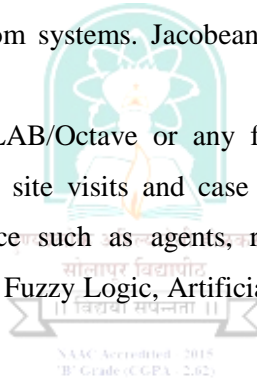 om systems. Jacobean
LAB/Octave or any f
site visits and case
ce such as agents, r
सोलापूर विद्यापीठ
Fuzzy Logic, Artificia
।। विद्यया संपन्नता ।।
NAAC Accredited - 2015
'B' Grade (CGPA - 2.62)